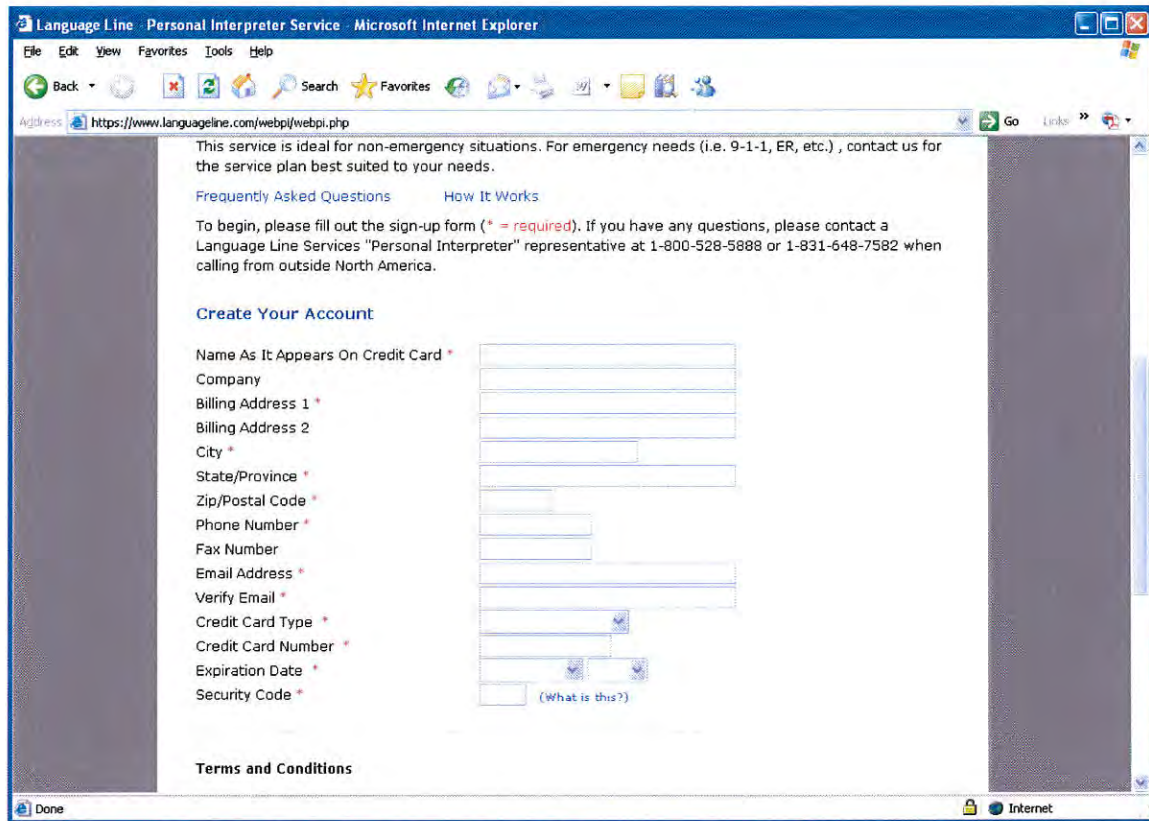 Language Line - Personal Interpreter Service - Microsoft Internet Explorer
File Edit View Favorites Tools Help
Back Search Favorites
Address https://www.languageline.com/webpi/webpi.php Go Links »
This service is ideal for non-emergency situations. For emergency needs (i.e. 9-1-1, ER, etc.) , contact us for
the service plan best suited to your needs.
Frequently Asked Questions How It Works
To begin, please fill out the sign-up form (* = required). If you have any questions, please contact a
Language Line Services "Personal Interpreter" representative at 1-800-528-5888 or 1-831-648-7582 when
calling from outside North America.
Create Your Account
Name As It Appears On Credit Card *
Company
Billing Address 1 *
Billing Address 2
City *
State/Province *
Zip/Postal Code *
Phone Number *
Fax Number
Email Address *
Verify Email *
Credit Card Type *
Credit Card Number *
Expiration Date *
Security Code * (What is this?)
Terms and Conditions
Done Internet